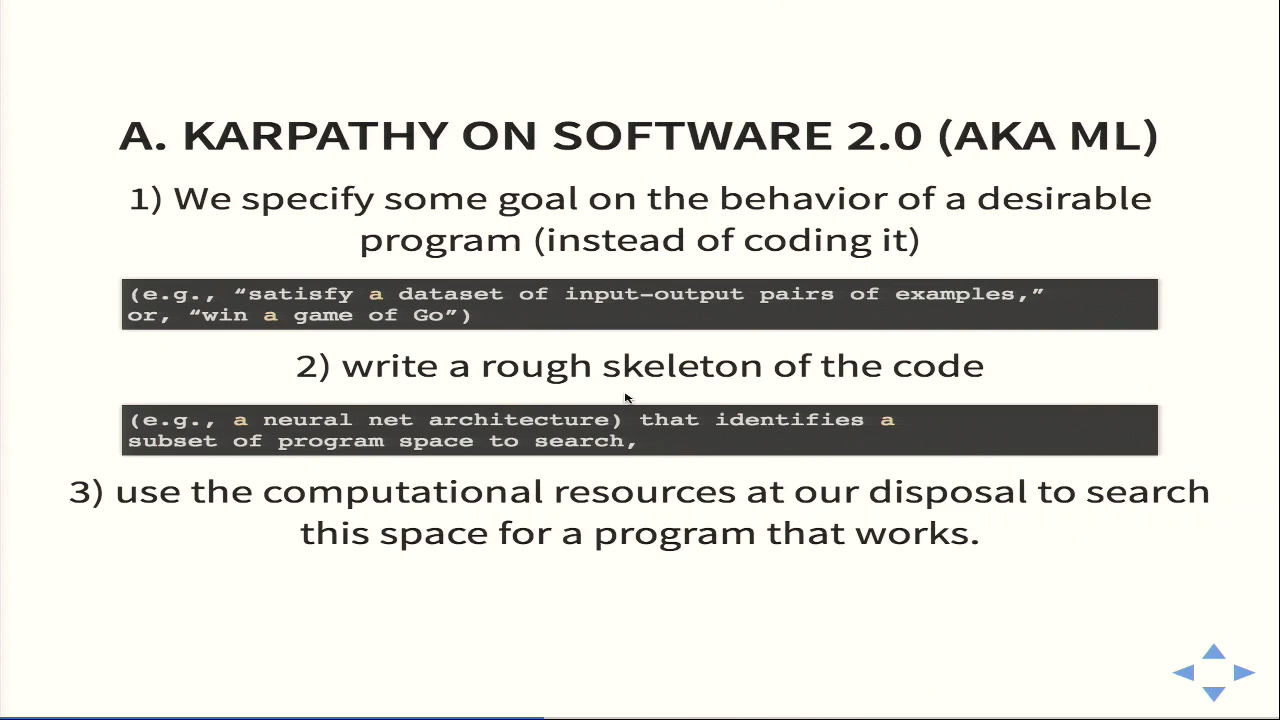 A. KARPATHY ON SOFTWARE 2.0 (AKA ML)
1) We specify some goal on the behavior of a desirable
program (instead of coding it)
(e.g., “satisfy a dataset of input–output pairs of examples,”
or, “win a game of Go”)
2) write a rough skeleton of the code
(e.g., a neural net architecture) that identifies a
subset of program space to search,
3) use the computational resources at our disposal to search
this space for a program that works.